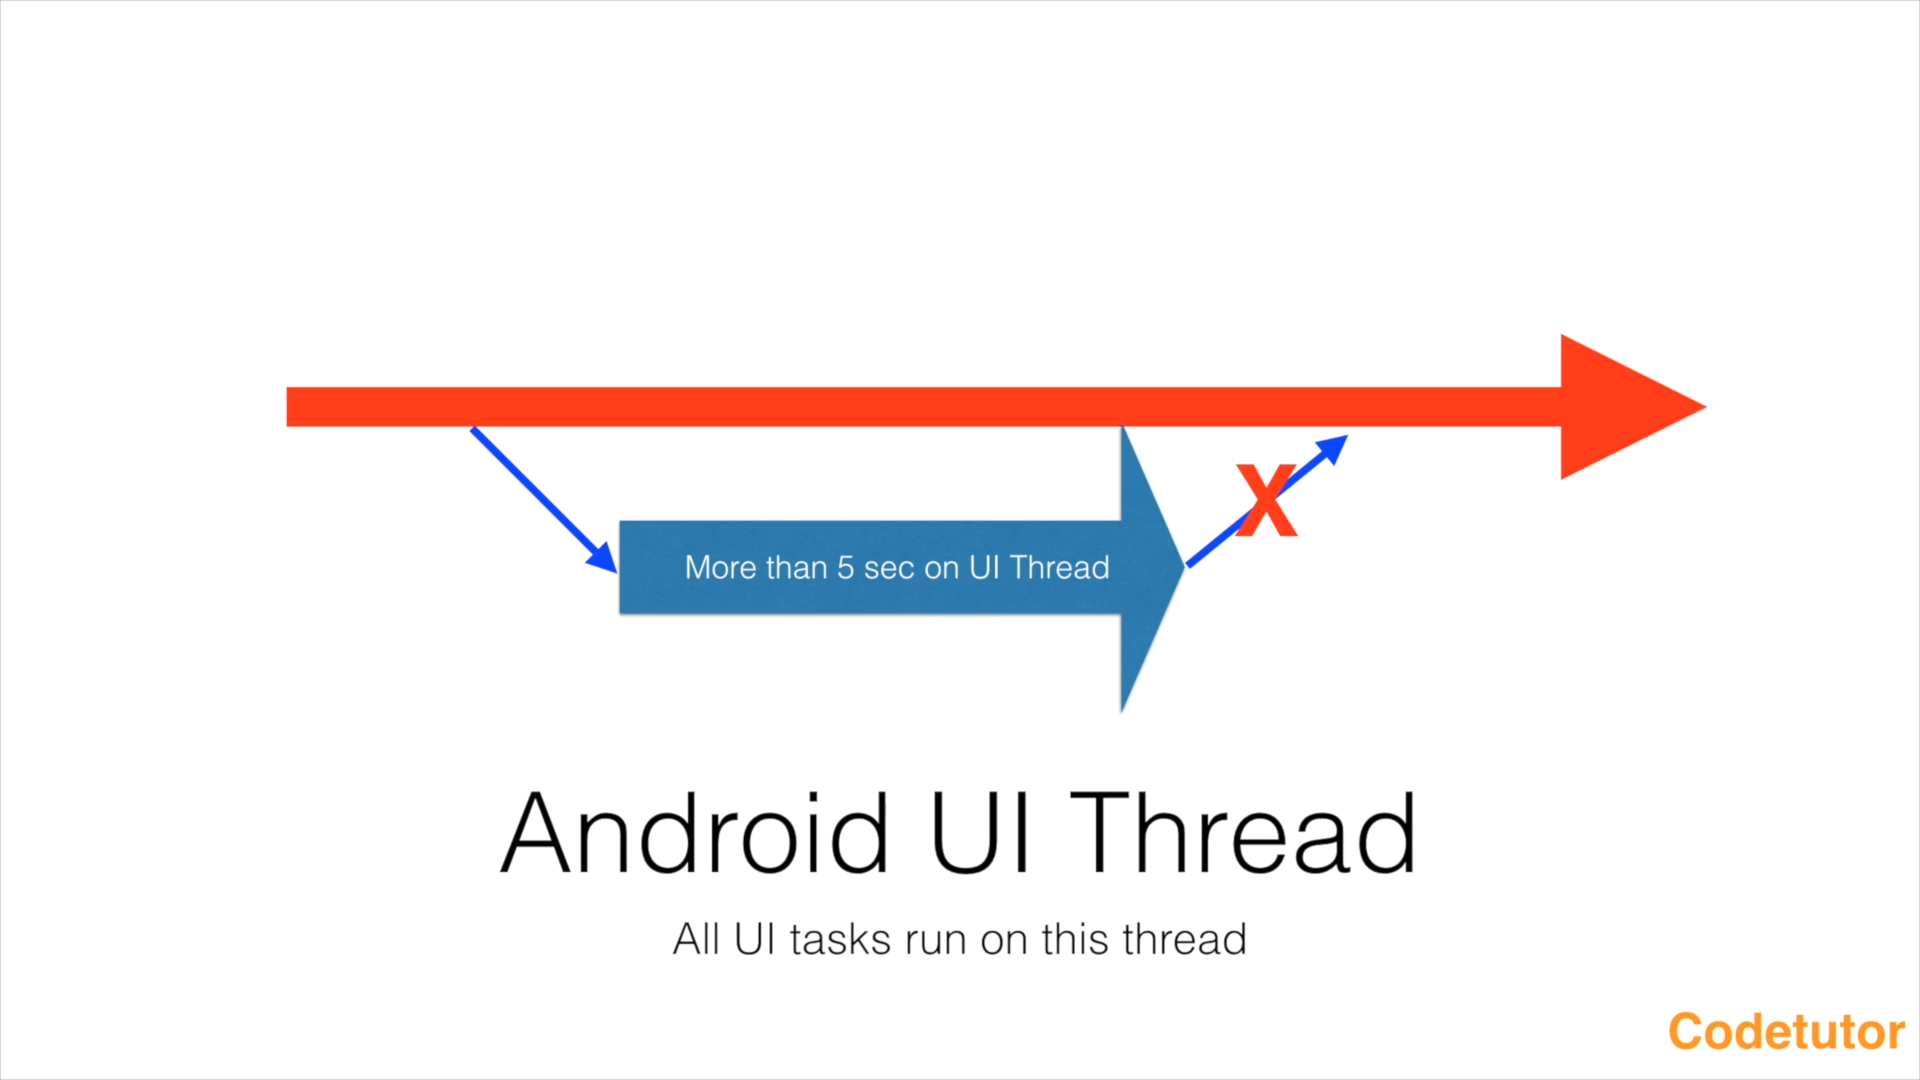 X
More than 5 sec on UI Thread
Android UI Thread
All UI tasks run on this thread
Codetutor